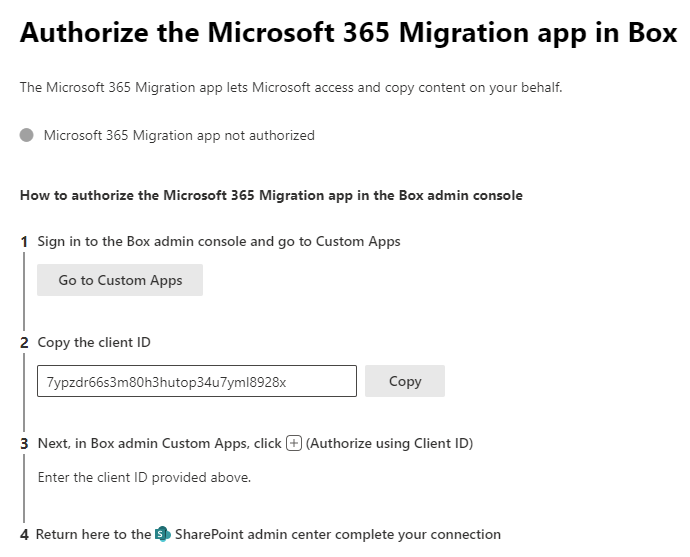 Authorize the Microsoft 365 Migration app in Box
The Microsoft 365 Migration app lets Microsoft access and copy content on your behalf.
Microsoft 365 Migration app not authorized
How to authorize the Microsoft 365 Migration app in the Box admin console
1 Sign in to the Box admin console and go to Custom Apps
Go to Custom Apps
2 Copy the client ID
7ypzdr66s3m80h3hutop34u7yml8928x Copy
3 Next, in Box admin Custom Apps, click + (Authorize using Client ID)
Enter the client ID provided above.
4 Return here to the S SharePoint admin center complete your connection